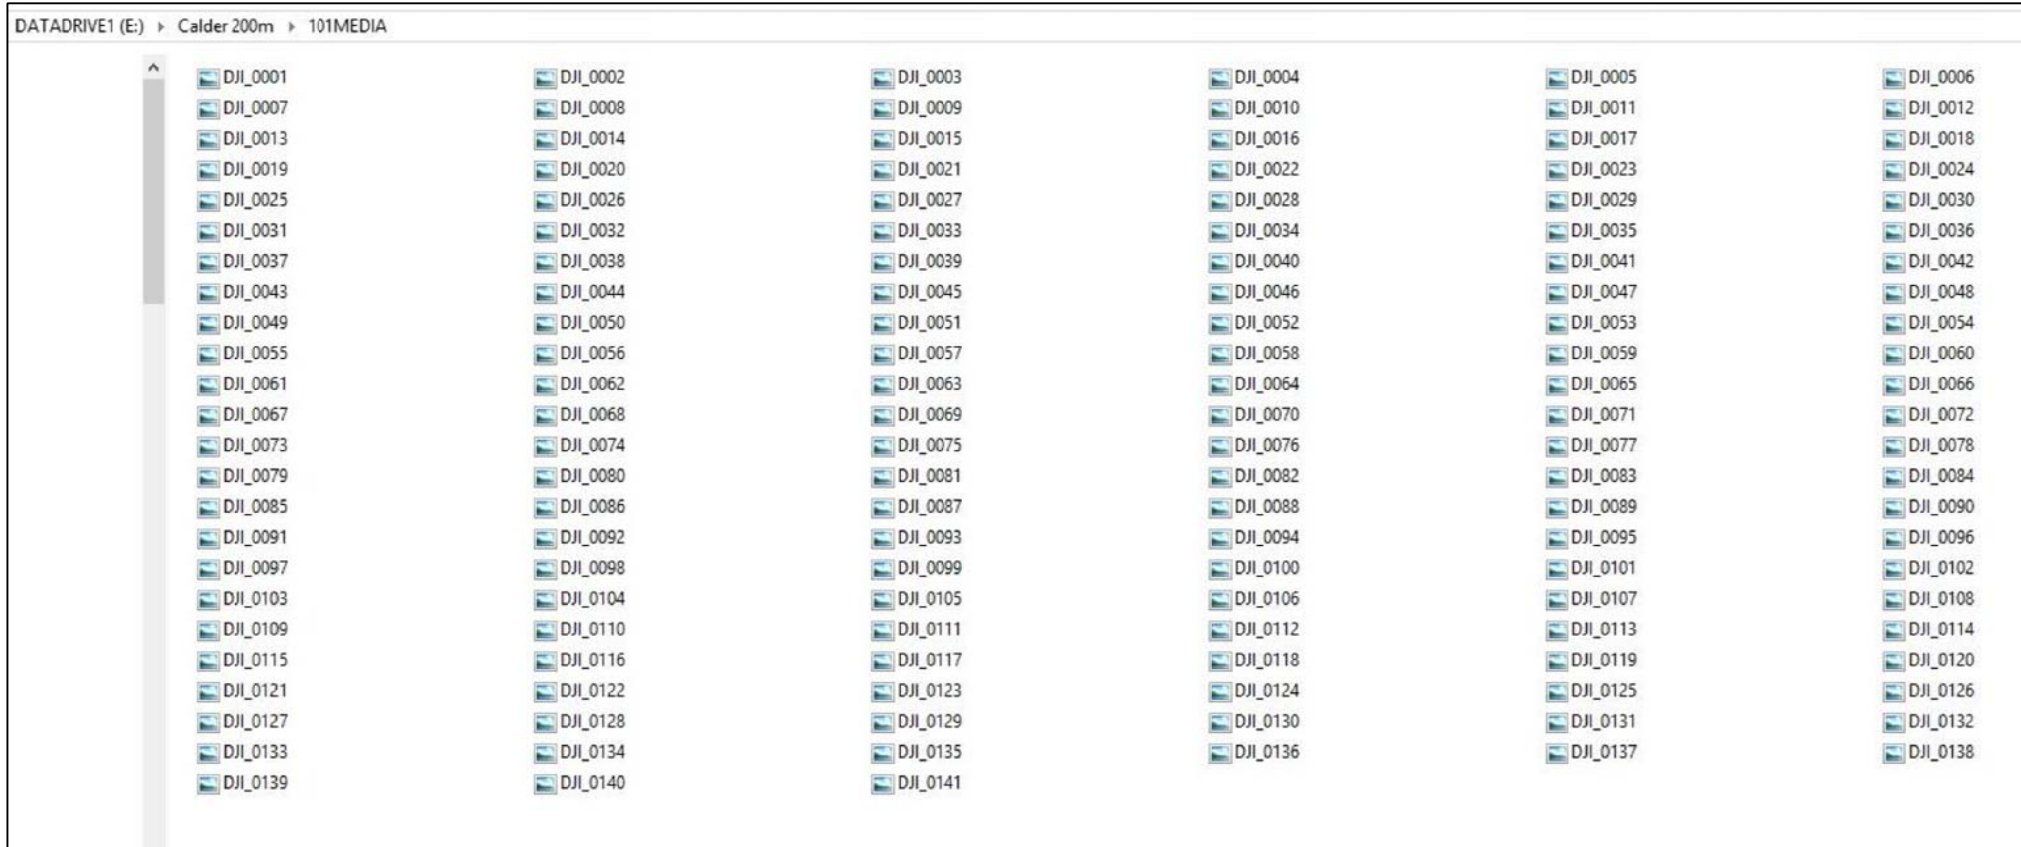 DATADRIVE1 (E:) Calder 200m 101MEDIA
DJI_0001 DJI_0002 DJI_0003 DJI_0004 DJI_0005 DJI_0006
DJI_0007 DJI_0008 DJI_0009 DJI_0010 DJI_0011 DJI_0012
DJI_0013 DJI_0014 DJI_0015 DJI_0016 DJI_0017 DJI_0018
DJI_0019 DJI_0020 DJI_0021 DJI_0022 DJI_0023 DJI_0024
DJI_0025 DJI_0026 DJI_0027 DJI_0028 DJI_0029 DJI_0030
DJI_0031 DJI_0032 DJI_0033 DJI_0034 DJI_0035 DJI_0036
DJI_0037 DJI_0038 DJI_0039 DJI_0040 DJI_0041 DJI_0042
DJI_0043 DJI_0044 DJI_0045 DJI_0046 DJI_0047 DJI_0048
DJI_0049 DJI_0050 DJI_0051 DJI_0052 DJI_0053 DJI_0054
DJI_0055 DJI_0056 DJI_0057 DJI_0058 DJI_0059 DJI_0060
DJI_0061 DJI_0062 DJI_0063 DJI_0064 DJI_0065 DJI_0066
DJI_0067 DJI_0068 DJI_0069 DJI_0070 DJI_0071 DJI_0072
DJI_0073 DJI_0074 DJI_0075 DJI_0076 DJI_0077 DJI_0078
DJI_0079 DJI_0080 DJI_0081 DJI_0082 DJI_0083 DJI_0084
DJI_0085 DJI_0086 DJI_0087 DJI_0088 DJI_0089 DJI_0090
DJI_0091 DJI_0092 DJI_0093 DJI_0094 DJI_0095 DJI_0096
DJI_0097 DJI_0098 DJI_0099 DJI_0100 DJI_0101 DJI_0102
DJI_0103 DJI_0104 DJI_0105 DJI_0106 DJI_0107 DJI_0108
DJI_0109 DJI_0110 DJI_0111 DJI_0112 DJI_0113 DJI_0114
DJI_0115 DJI_0116 DJI_0117 DJI_0118 DJI_0119 DJI_0120
DJI_0121 DJI_0122 DJI_0123 DJI_0124 DJI_0125 DJI_0126
DJI_0127 DJI_0128 DJI_0129 DJI_0130 DJI_0131 DJI_0132
DJI_0133 DJI_0134 DJI_0135 DJI_0136 DJI_0137 DJI_0138
DJI_0139 DJI_0140 DJI_0141